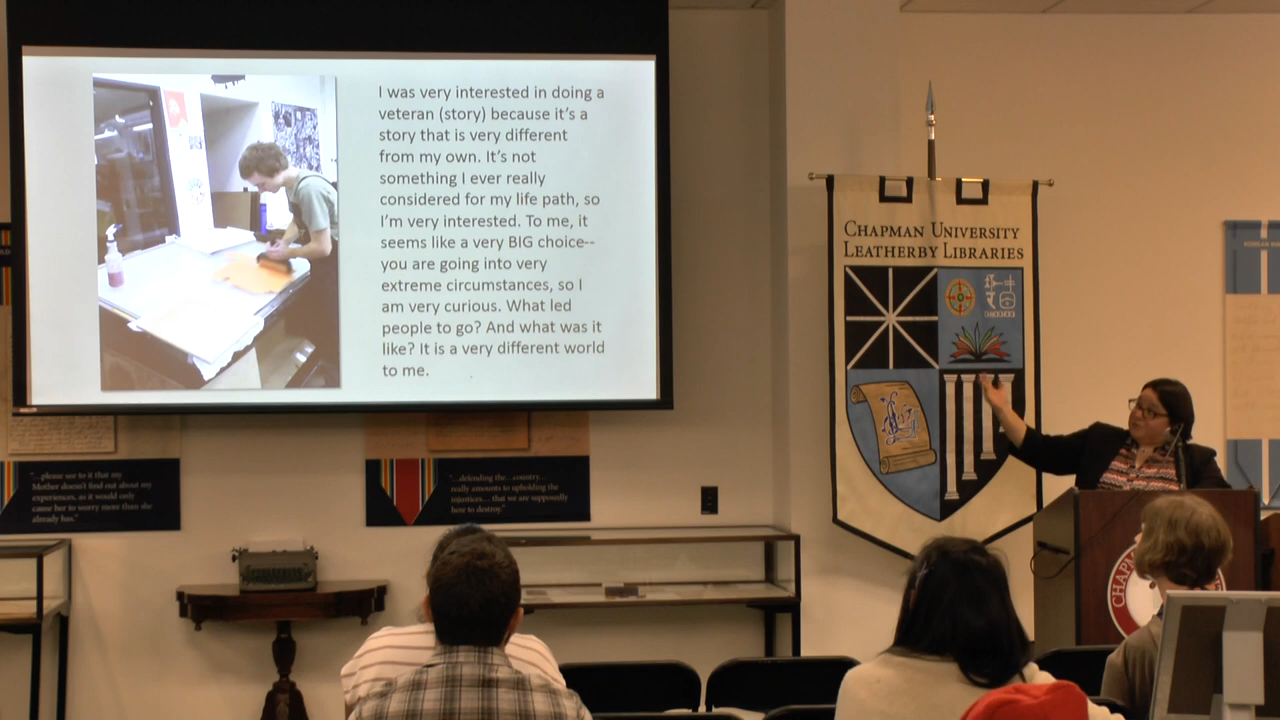 I was very interested in doing a
veteran (story) because it's a
story that is very different
from my own. It's not
something I ever really
considered for my life path, so
I'm very interested. To me, it
seems like a very BIG choice--
you are going into very
extreme circumstances, so I
am very curious. What led
people to go? And what was it
like? It is a very different world
to me.
CHAPMAN UNIVERSITY
LEATHERBY LIBRARIES
"...please see to it that my
Mother doesn't find out about my
experiences, as it would only
cause her to worry more than she
already has."
"...defending the...country...
really amounts to upholding the
injustices... that we are supposedly
here to destroy."
CHAPM